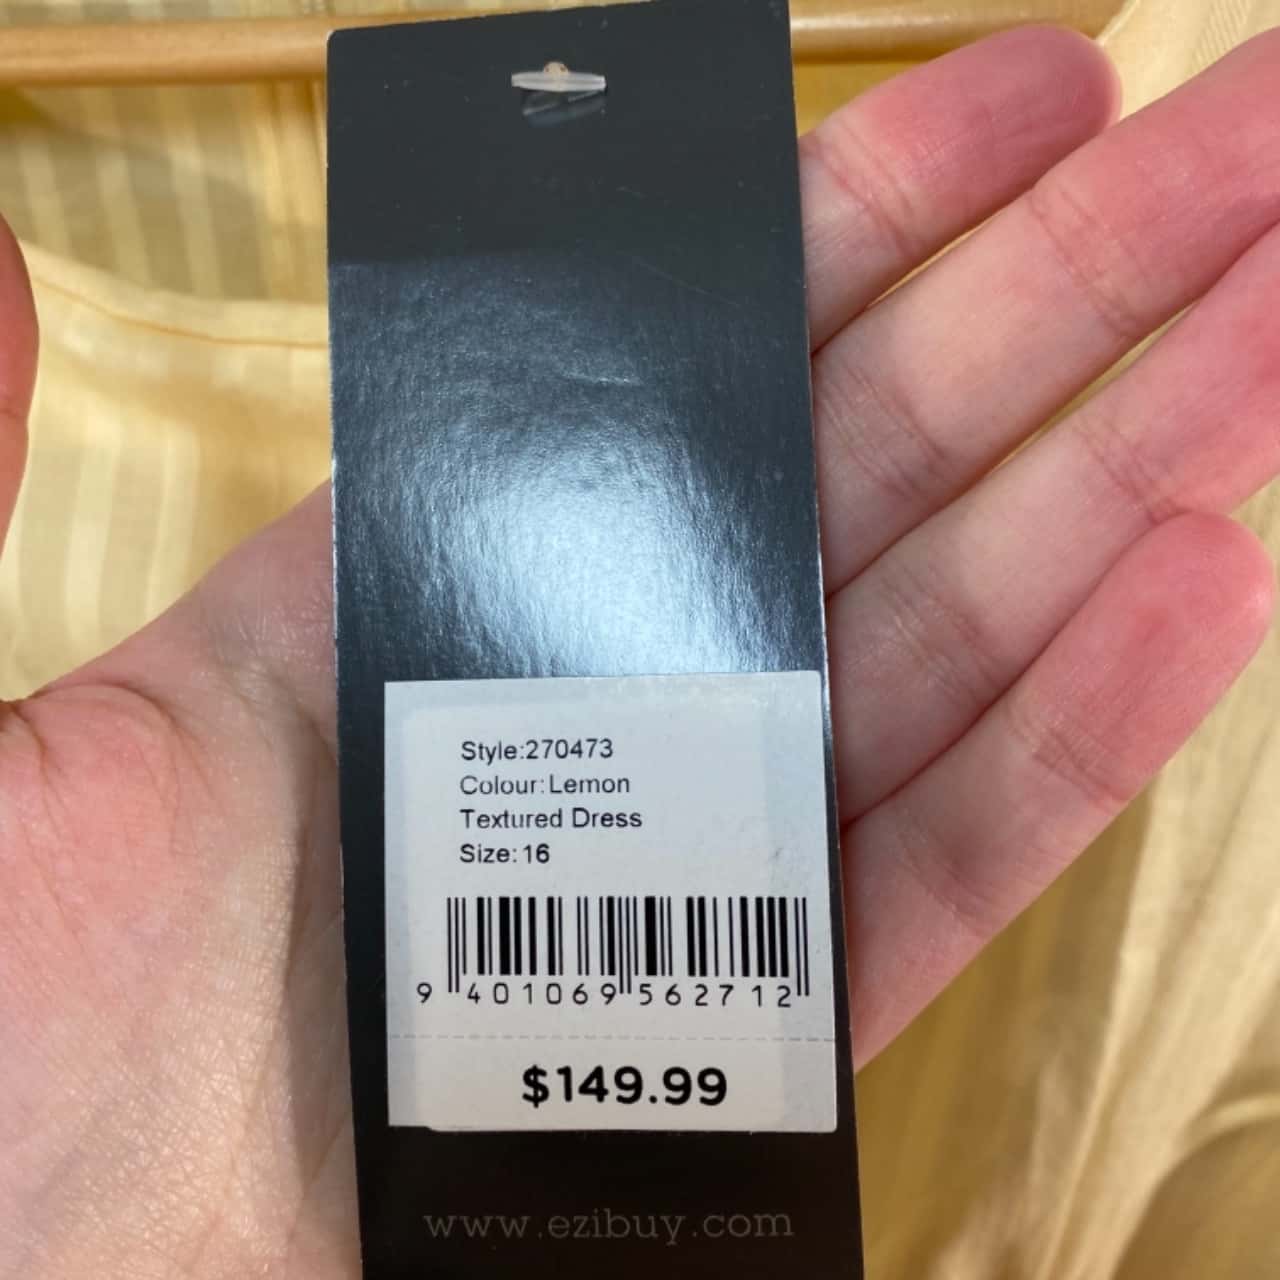 Style:270473
Colour:Lemon
Textured Dress
Size:16
9 401069 562712
$149.99
www.ezibuy.com